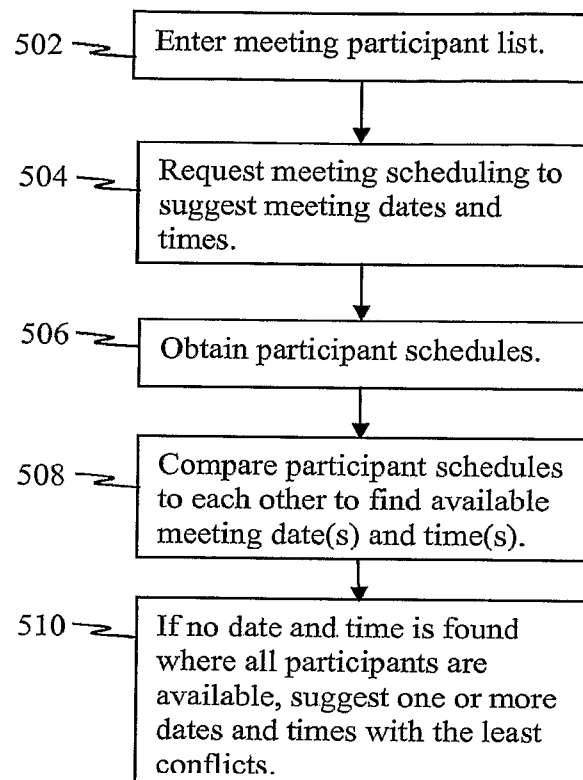 502
Enter meeting participant list.
504
Request meeting scheduling to
suggest meeting dates and
times.
506
Obtain participant schedules.
508
Compare participant schedules
to each other to find available
meeting date(s) and time(s).
510
If no date and time is found
where all participants are
available, suggest one or more
dates and times with the least
conflicts.